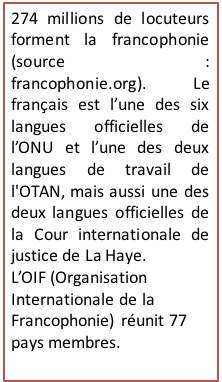 274 millions de locuteurs
forment la francophonie
(source :
francophonie.org). Le
français est l’une des six
langues officielles de
l’ONU et l’une des deux
langues de travail de
l'OTAN, mais aussi une des
deux langues officielles de
la Cour internationale de
justice de La Haye.
L’OIF (Organisation
Internationale de la
Francophonie) réunit 77
pays membres.